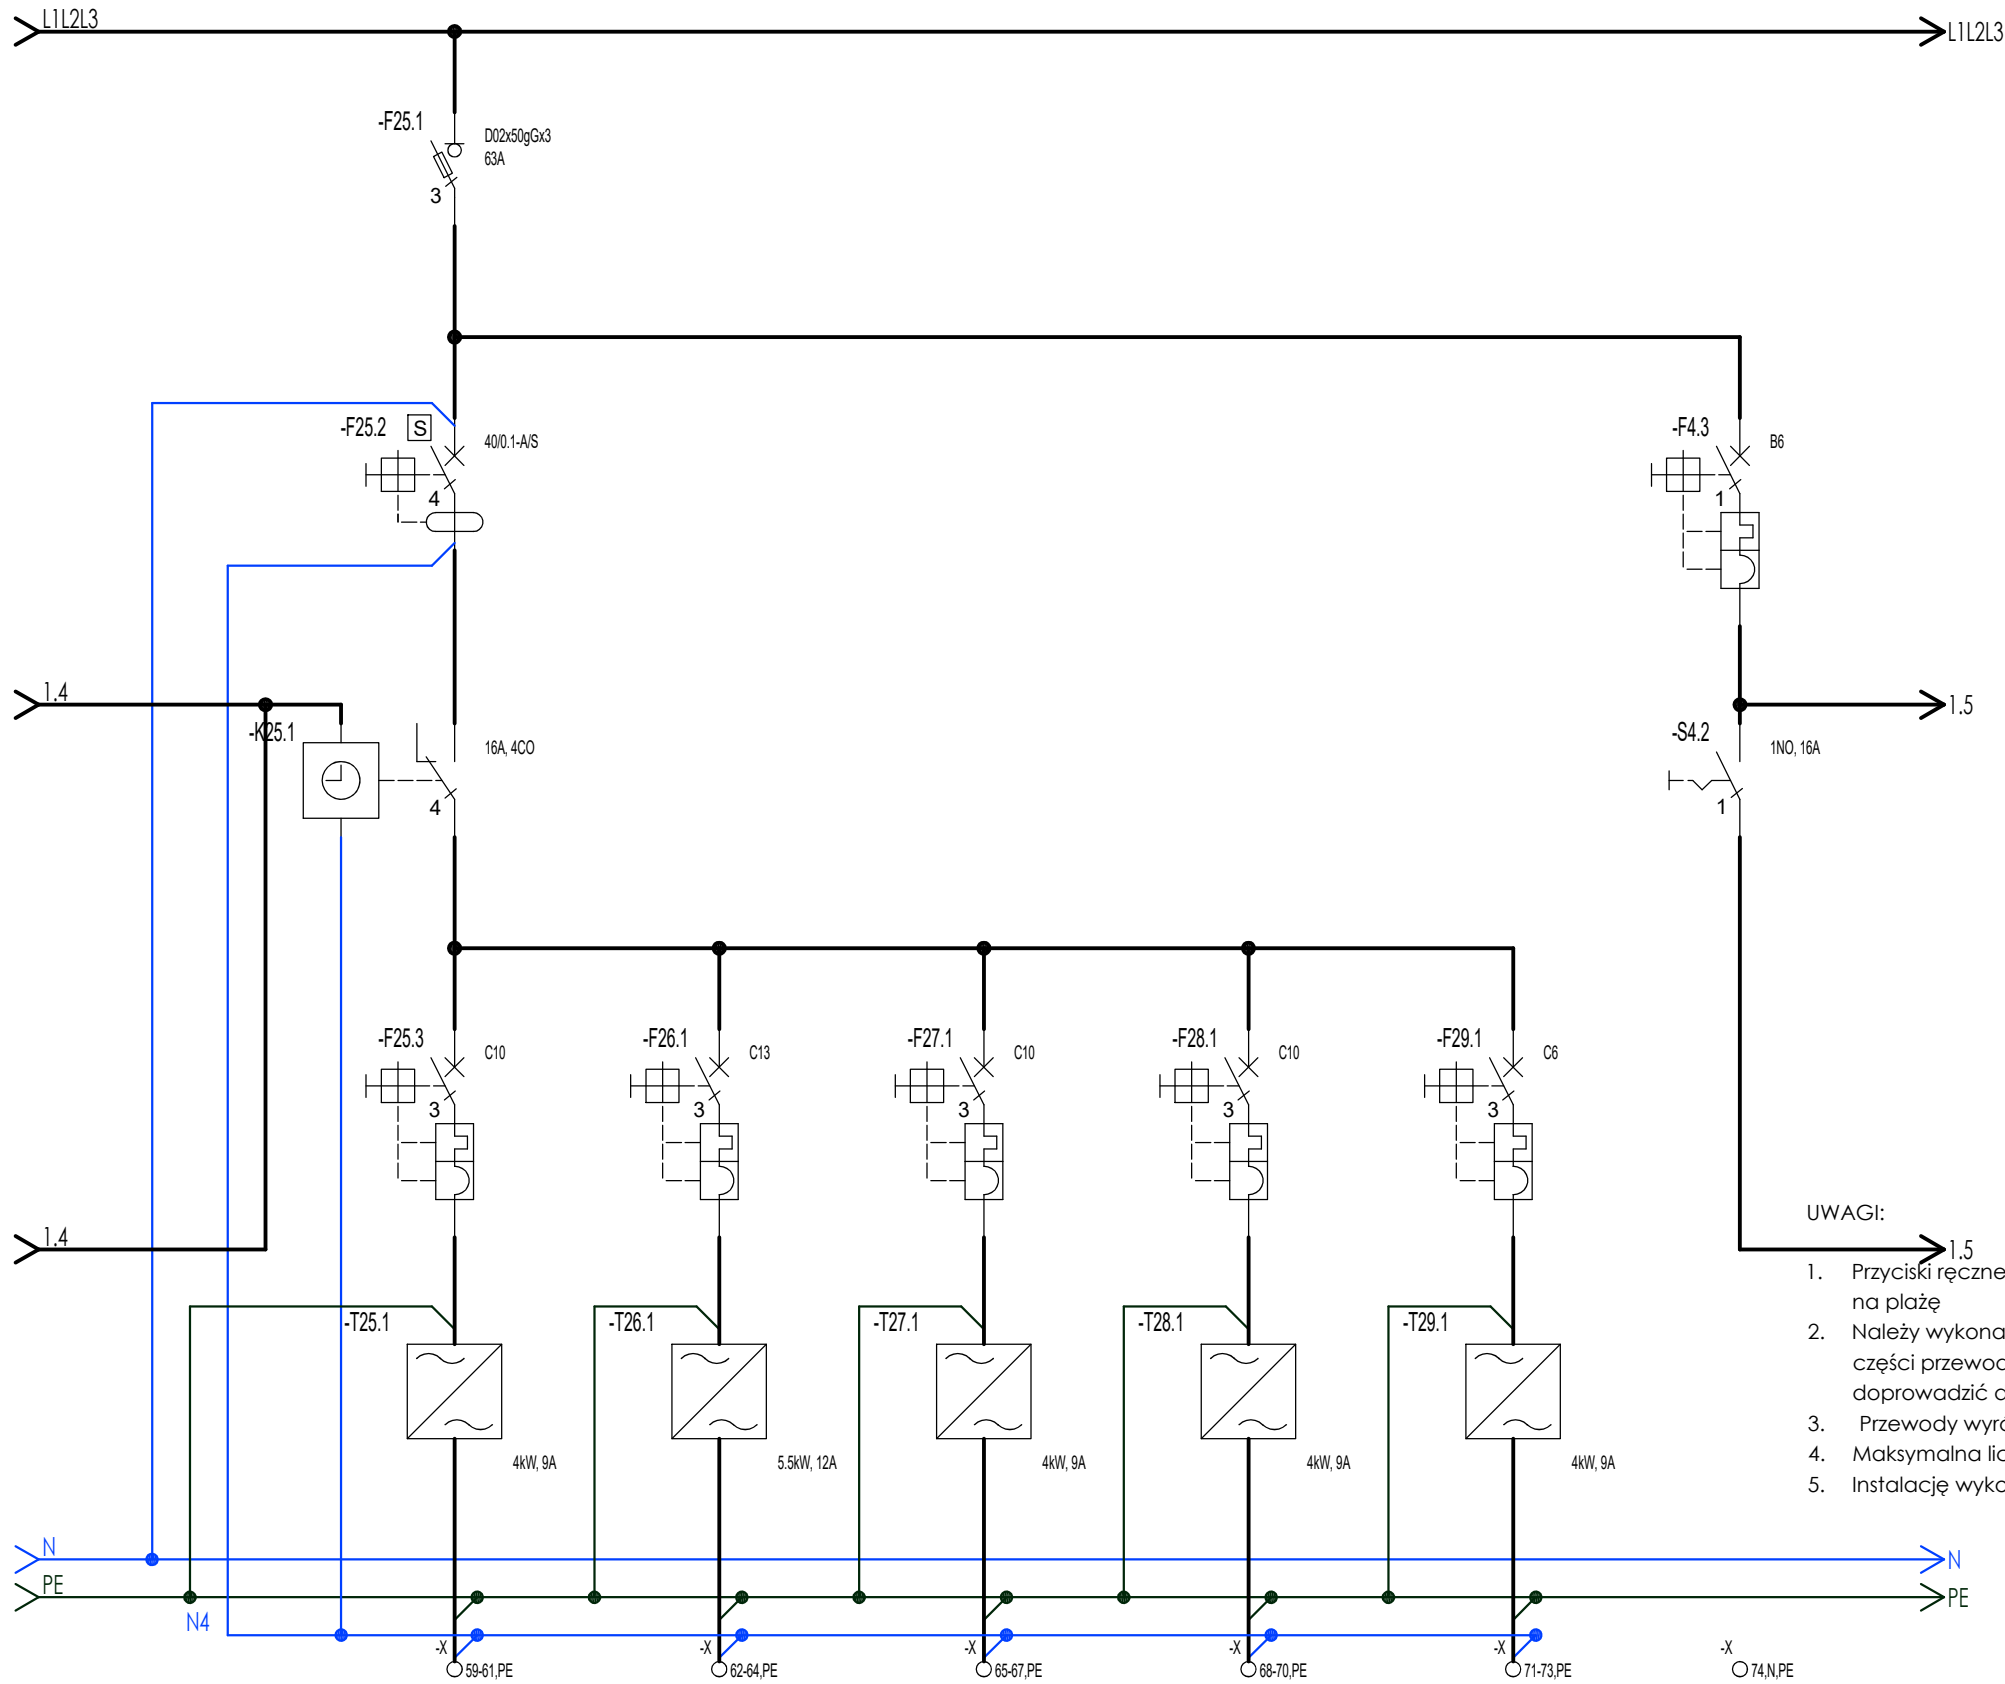 L1L2L3
L1L2L3
-F25.1
D02x50gGx3
63A
3
-F25.2
S
40/0.1-A/S
4
-F4.3
B6
1
1.4
-K25.1
16A, 4CO
4
1.5
-S4.2
1NO, 16A
1
-F25.3
C10
3
-F26.1
C13
3
-F27.1
C10
3
-F28.1
C10
3
-F29.1
C6
3
1.4
1.5
UWAGI:
1. Przyciski ręczne
na plażę
2. Należy wykona
części przewod
doprowadzić d
3. Przewody wyró
4. Maksymalna lic
5. Instalację wyko
-T25.1
4kW, 9A
-T26.1
5.5kW, 12A
-T27.1
4kW, 9A
-T28.1
4kW, 9A
-T29.1
4kW, 9A
N
N
PE
PE
N4
-X
59-61,PE
-X
62-64,PE
-X
65-67,PE
-X
68-70,PE
-X
71-73,PE
-X
74,N,PE